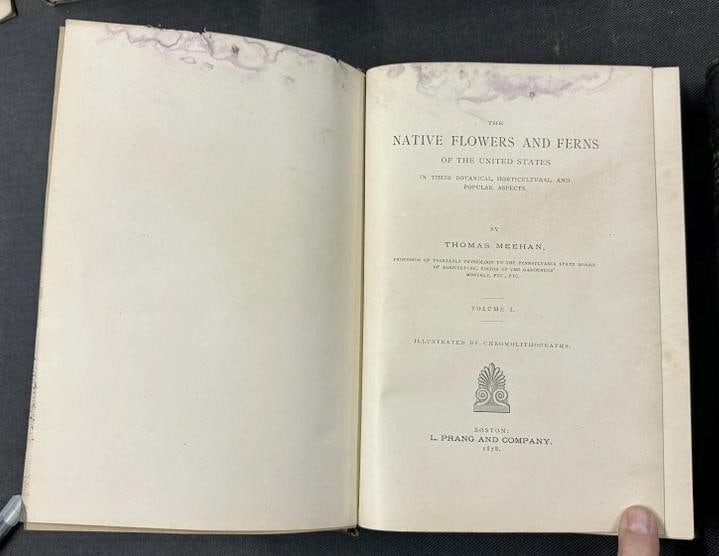 THE
NATIVE FLOWERS AND FERNS
OF THE UNITED STATES
IN THEIR BOTANICAL, HORTICULTURAL, AND
POPULAR ASPECTS.
BY
THOMAS MEEHAN,
PROFESSOR OF VEGETABLE PHYSIOLOGY TO THE PENNSYLVANIA STATE BOARD
OF AGRICULTURE, EDITOR OF THE GARDENERS'
MONTHLY, ETC., ETC.
VOLUME I.
ILLUSTRATED BY CHROMOLITHOGRAPHS.
BOSTON:
L. PRANG AND COMPANY.
1878.